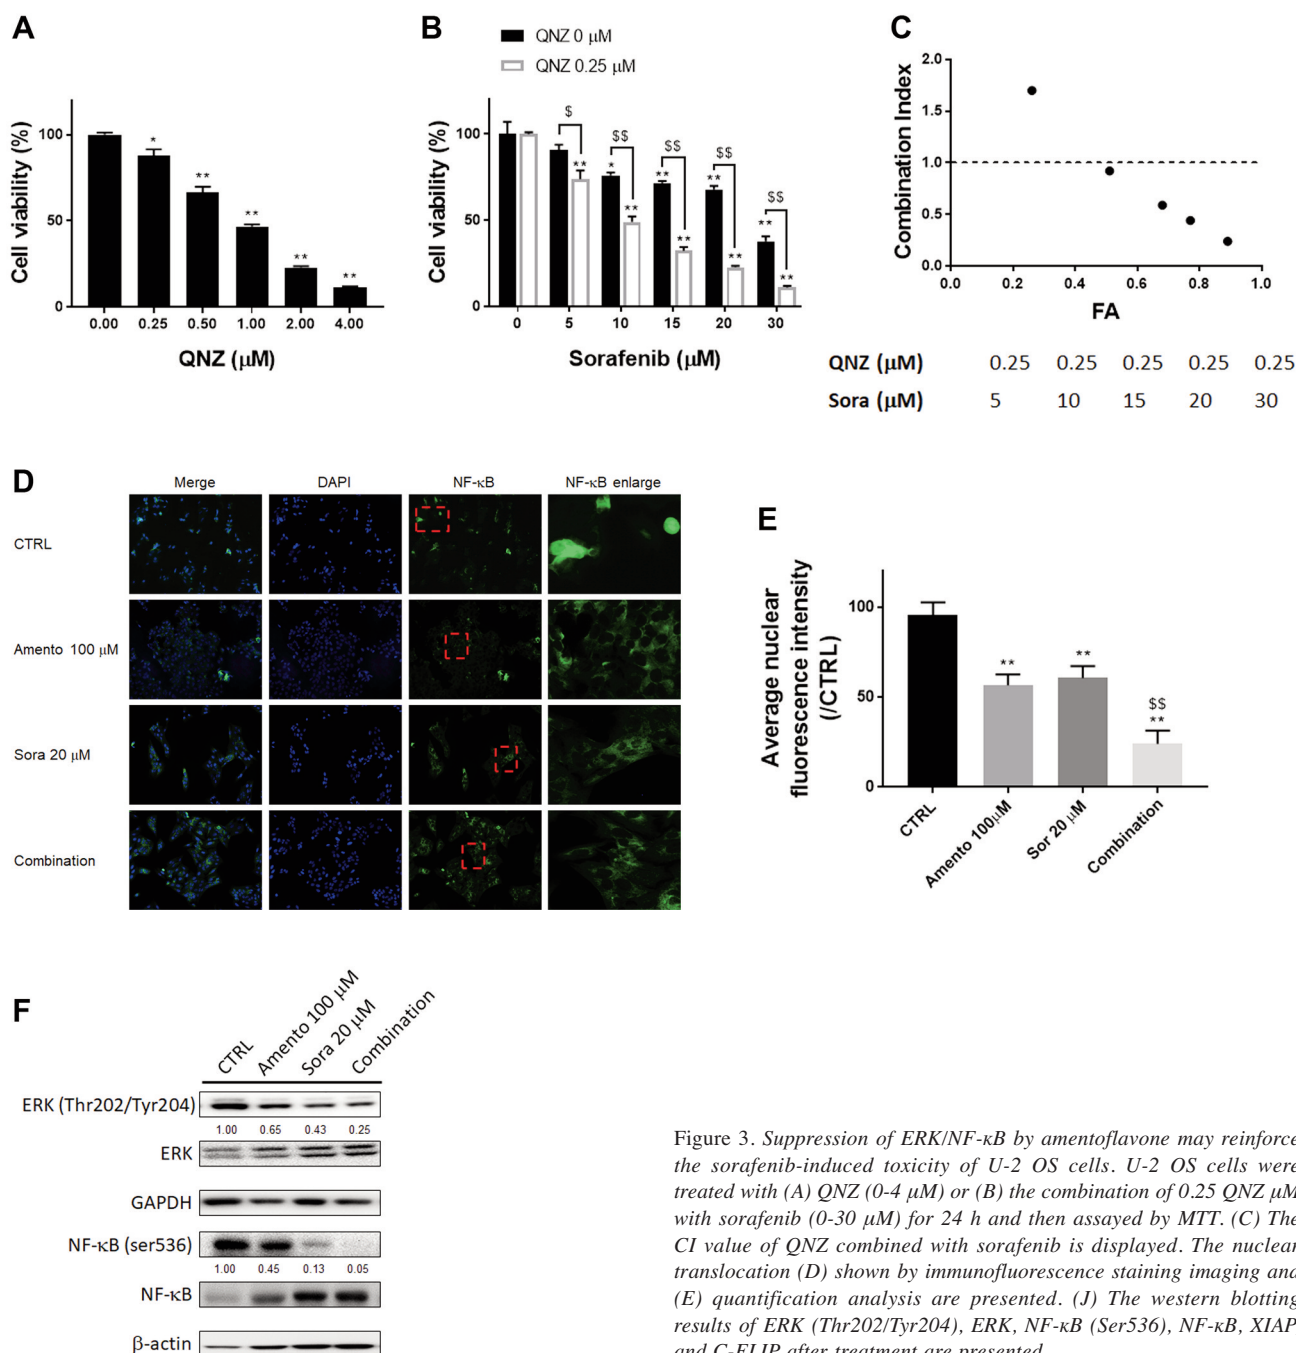 A
Cell viability (%)
100
50
0
* ** ** ** **
0.00 0.25 0.50 1.00 2.00 4.00
QNZ (μM)
B
QNZ 0 μM
QNZ 0.25 μM
Cell viability (%)
100
50
0
$ $$ $$ $$ $$
** * ** ** ** ** ** ** **
0 5 10 15 20 30
Sorafenib (μM)
C
Combination Index
2.0
1.5
1.0
0.5
0.0
0.0 0.2 0.4 0.6 0.8 1.0
FA
QNZ (μM) 0.25 0.25 0.25 0.25 0.25
Sora (μM) 5 10 15 20 30
D
Merge DAPI NF-κB NF-κB enlarge
CTRL
Amento 100 μM
Sora 20 μM
Combination
E
Average nuclear
fluorescence intensity
(/CTRL)
100
50
0
** ** $$ **
CTRL Amento 100μM Sor 20 μM Combination
F
CTRL Amento 100 μM Sora 20 μM Combination
ERK (Thr202/Tyr204)
1.00 0.65 0.43 0.25
ERK
GAPDH
NF-κB (ser536)
1.00 0.45 0.13 0.05
NF-κB
β-actin
Figure 3. Suppression of ERK/NF-κB by amentoflavone may reinforce
the sorafenib-induced toxicity of U-2 OS cells. U-2 OS cells were
treated with (A) QNZ (0-4 μM) or (B) the combination of 0.25 QNZ μM
with sorafenib (0-30 μM) for 24 h and then assayed by MTT. (C) The
CI value of QNZ combined with sorafenib is displayed. The nuclear
translocation (D) shown by immunofluorescence staining imaging and
(E) quantification analysis are presented. (J) The western blotting
results of ERK (Thr202/Tyr204), ERK, NF-κB (Ser536), NF-κB, XIAP
and C-FLIP after treatment are presented.